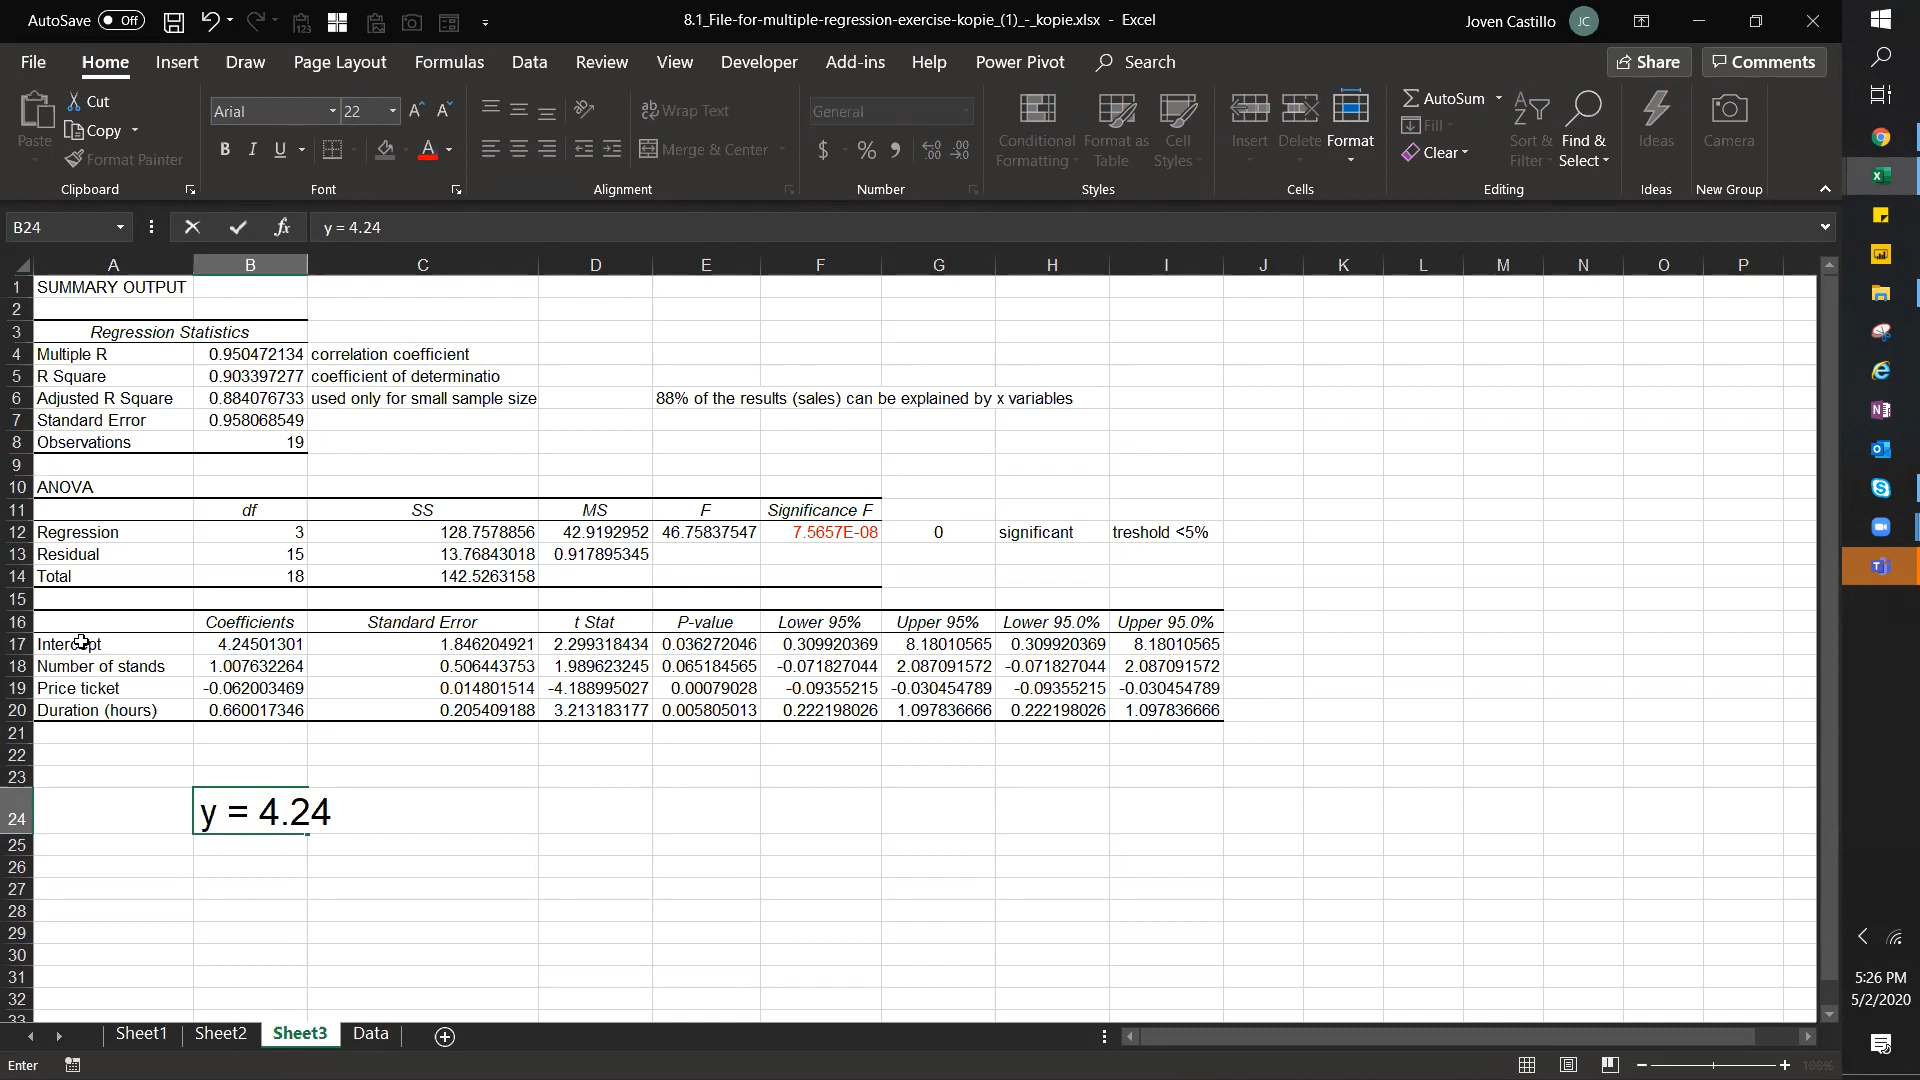 AutoSave Off 8.1_File-for-multiple-regression-exercise-kopie_(1)_-_kopie.xlsx - Excel Joven Castillo JC
File Home Insert Draw Page Layout Formulas Data Review View Developer Add-ins Help Power Pivot Search Share Comments
Paste Cut Copy Format Painter Clipboard
Arial 22 B I U A Font
Wrap Text Merge & Center Alignment
General $ % Number
Conditional Formatting Format as Table Cell Styles Styles
Insert Delete Format Cells
AutoSum Fill Clear Sort & Filter Find & Select Editing
Ideas Ideas
Camera New Group
B24 fx y = 4.24
A B C D E F G H I J K L M N O P
1 SUMMARY OUTPUT
2
3 Regression Statistics
4 Multiple R 0.950472134 correlation coefficient
5 R Square 0.903397277 coefficient of determinatio
6 Adjusted R Square 0.884076733 used only for small sample size 88% of the results (sales) can be explained by x variables
7 Standard Error 0.958068549
8 Observations 19
9
10 ANOVA
11 df SS MS F Significance F
12 Regression 3 128.7578856 42.9192952 46.75837547 7.5657E-08 0 significant treshold <5%
13 Residual 15 13.76843018 0.917895345
14 Total 18 142.5263158
15
16 Coefficients Standard Error t Stat P-value Lower 95% Upper 95% Lower 95.0% Upper 95.0%
17 Intercept 4.24501301 1.846204921 2.299318434 0.036272046 0.309920369 8.18010565 0.309920369 8.18010565
18 Number of stands 1.007632264 0.506443753 1.989623245 0.065184565 -0.071827044 2.087091572 -0.071827044 2.087091572
19 Price ticket -0.062003469 0.014801514 -4.188995027 0.00079028 -0.09355215 -0.030454789 -0.09355215 -0.030454789
20 Duration (hours) 0.660017346 0.205409188 3.213183177 0.005805013 0.222198026 1.097836666 0.222198026 1.097836666
21
22
23
24 y = 4.24
25
26
27
28
29
30
31
32
33
Sheet1 Sheet2 Sheet3 Data
Enter 100%
5:26 PM
5/2/2020